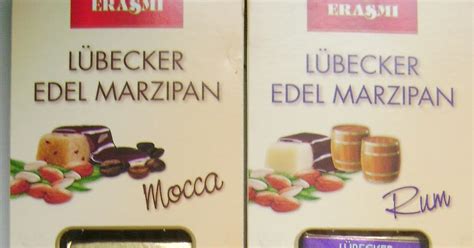 ERASMI
LÜBECKER
EDEL MARZIPAN
Mocca
ERASMI
LÜBECKER
EDEL MARZIPAN
Rum
LÜBECKER